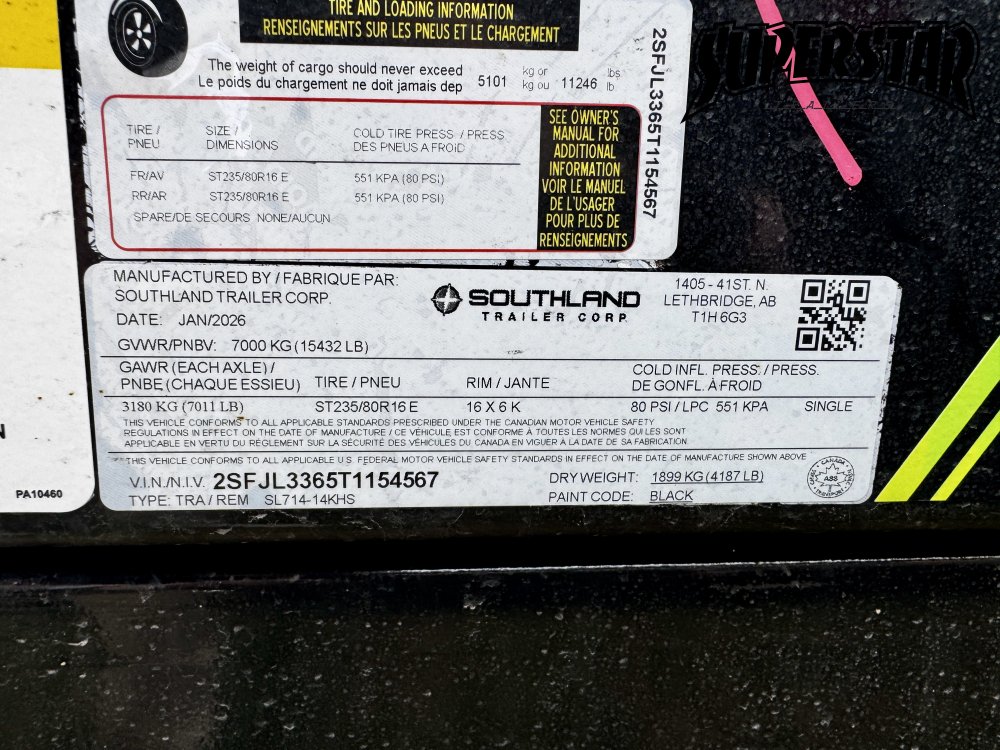 TIRE AND LOADING INFORMATION
RENSEIGNEMENTS SUR LES PNEUS ET LE CHARGEMENT
SUPERSTAR
The weight of cargo should never exceed
Le poids du chargement ne doit jamais dep
5101 kg or 11246 lbs
kg ou lb
TIRE / PNEU
SIZE / DIMENSIONS
COLD TIRE PRESS. / PRESS. DES PNEUS A FROID
FR/AV ST235/80R16 E 551 KPA (80 PSI)
RR/AR ST235/80R16 E 551 KPA (80 PSI)
SPARE/DE SECOURS NONE/AUCUN
SEE OWNER'S
MANUAL FOR
ADDITIONAL
INFORMATION
VOIR LE MANUEL
DE L'USAGER
POUR PLUS DE
RENSEIGNEMENTS
2SFJL3365T1154567
MANUFACTURED BY / FABRIQUE PAR:
SOUTHLAND TRAILER CORP.
DATE: JAN/2026
GVWR/PNBV: 7000 KG (15432 LB)
SOUTHLAND
TRAILER CORP
1405 - 41ST. N.
LETHBRIDGE, AB
T1H 6G3
GAWR (EACH AXLE) /
PNBE (CHAQUE ESSIEU)
TIRE / PNEU
RIM / JANTE
COLD INFL. PRESS. / PRESS.
DE GONFL. À FROID
3180 KG (7011 LB) ST235/80R16 E 16 X 6 K 80 PSI / LPC 551 KPA SINGLE
THIS VEHICLE CONFORMS TO ALL APPLICABLE STANDARDS PRESCRIBED UNDER THE CANADIAN MOTOR VEHICLE SAFETY
REGULATIONS IN EFFECT ON THE DATE OF MANUFACTURE / CE VÉHICULE EST CONFORME À TOUTES LES NORMES QUI LES SONT
APPLICABLE EN VERTU DU RÈGLEMENT SUR LA SÉCURITÉ DES VÉHICULES DU CANADA EN VIGUER À LA DATE DE SA FABRICATION
THIS VEHICLE CONFORMS TO ALL APPLICABLE U.S. FEDERAL MOTOR VEHICLE SAFETY STANDARDS IN EFFECT ON THE DATE OF MANUFACTURE SHOWN ABOVE
V.I.N./N.I.V. 2SFJL3365T1154567
TYPE: TRA / REM SL714-14KHS
DRY WEIGHT: 1899 KG (4187 LB)
PAINT CODE: BLACK
CANADA
A5S
TRANSPORT
N
PA10460